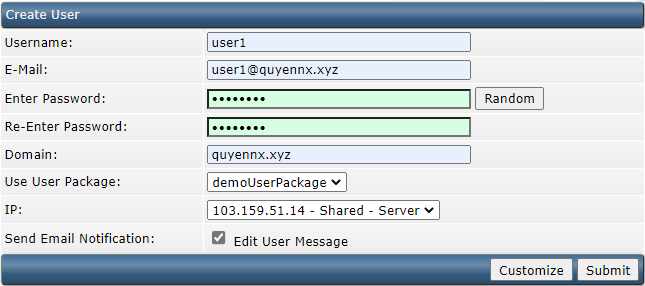 Create User
Username: user1
E-Mail: user1@quyennx.xyz
Enter Password: •••••••• Random
Re-Enter Password: ••••••••
Domain: quyennx.xyz
Use User Package: demoUserPackage
IP: 103.159.51.14 - Shared - Server
Send Email Notification: Edit User Message
Customize Submit